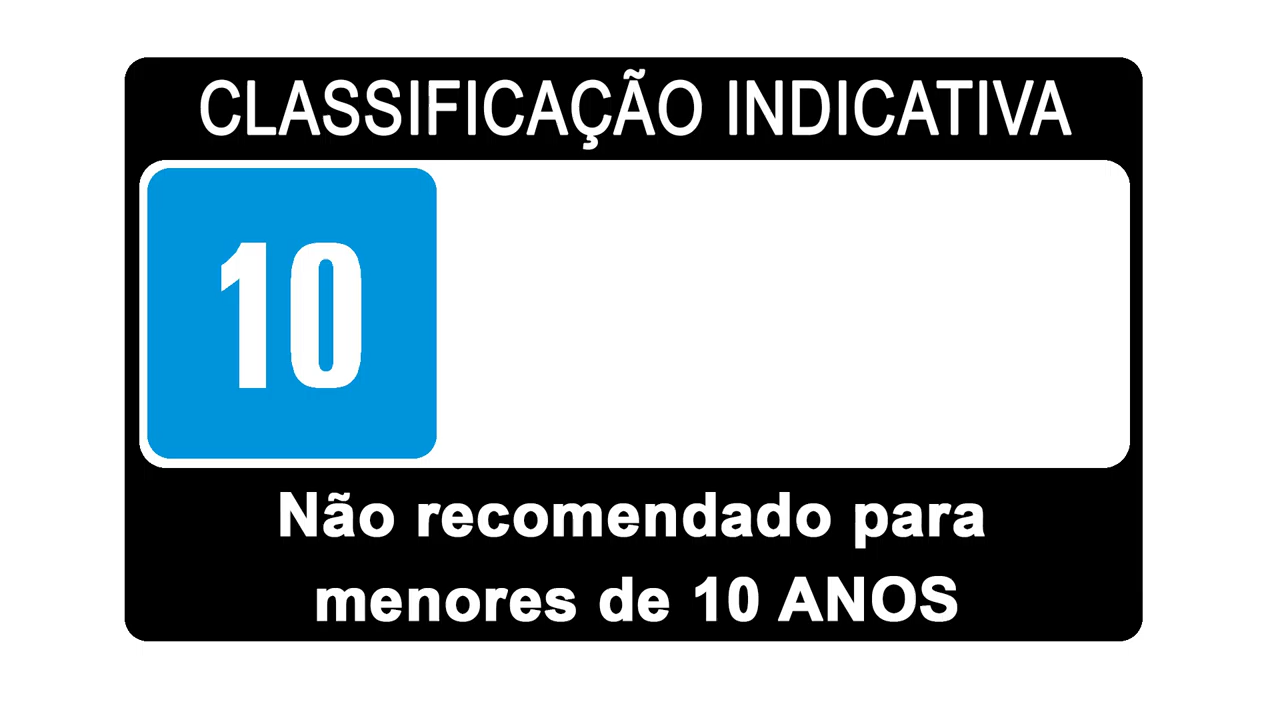 CLASSIFICAÇÃO INDICATIVA
10
Não recomendado para
menores de 10 ANOS